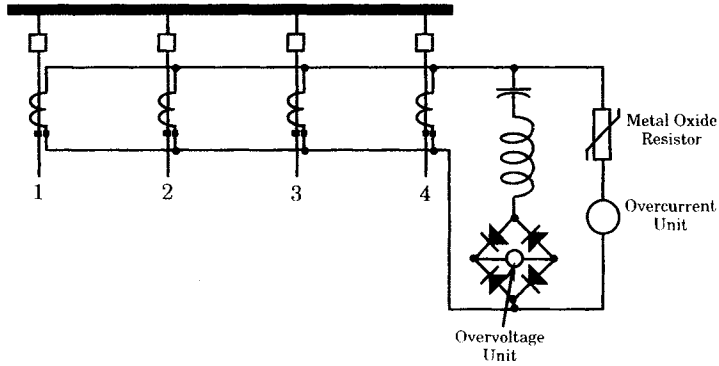 1
2
3
4
Metal Oxide
Resistor
Overcurrent
Unit
Overvoltage
Unit